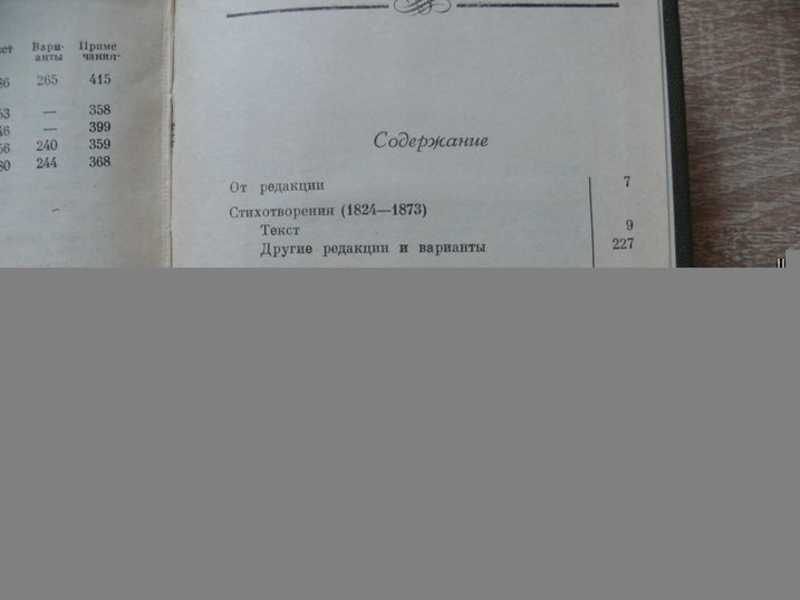 Вари- Приме
анты чания-
265 415
— 358
— 399
240 359
244 368
Содержание
От редакции 7
Стихотворения (1824—1873)
Текст 9
Другие редакции и варианты 227